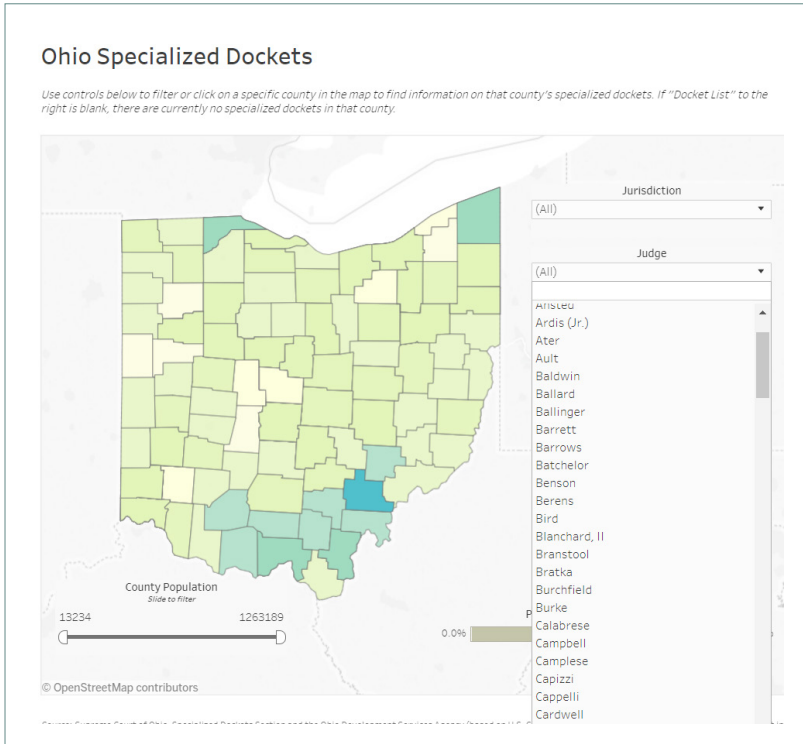 Ohio Specialized Dockets
Use controls below to filter or click on a specific county in the map to find information on that county's specialized dockets. If "Docket List" to the
right is blank, there are currently no specialized dockets in that county.
Jurisdiction
(All)
Judge
(All)
Ansted
Ardis (Jr.)
Ater
Ault
Baldwin
Ballard
Ballinger
Barrett
Barrows
Batchelor
Benson
Berens
Bird
Blanchard, II
Branstool
Bratka
Burchfield
Burke
Calabrese
Campbell
Camplese
Capizzi
Cappelli
Cardwell
County Population
Slide to filter
13234 1263189
P
0.0%
© OpenStreetMap contributors